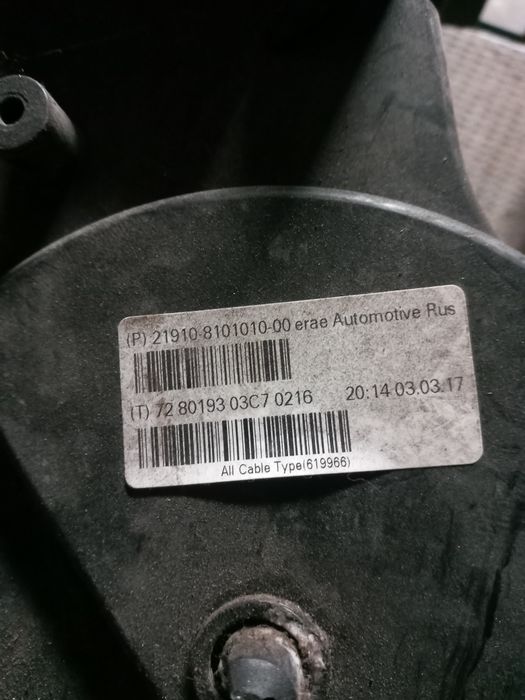 (P) 21910-8101010-00 erae Automotive Rus
(T) 72 80193 03C7 0216 20:14 03.03.17
All Cable Type(619966)